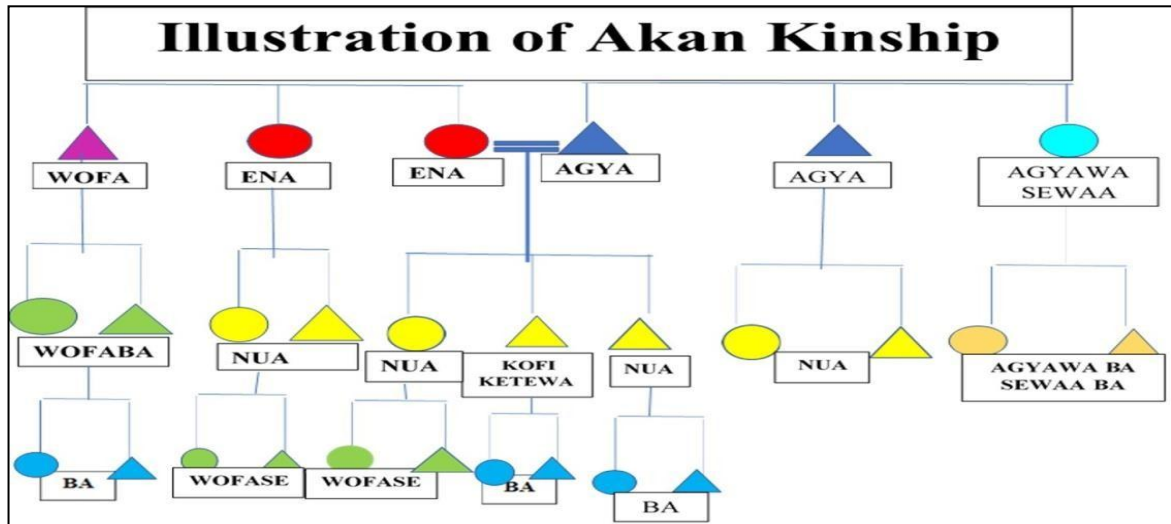 Illustration of Akan Kinship
WOFA
ENA
ENA
AGYA
AGYA
AGYAWA
SEWAA
WOFABA
NUA
NUA
KOFI
KETEWA
NUA
NUA
AGYAWA BA
SEWAA BA
BA
WOFASE
WOFASE
BA
BA